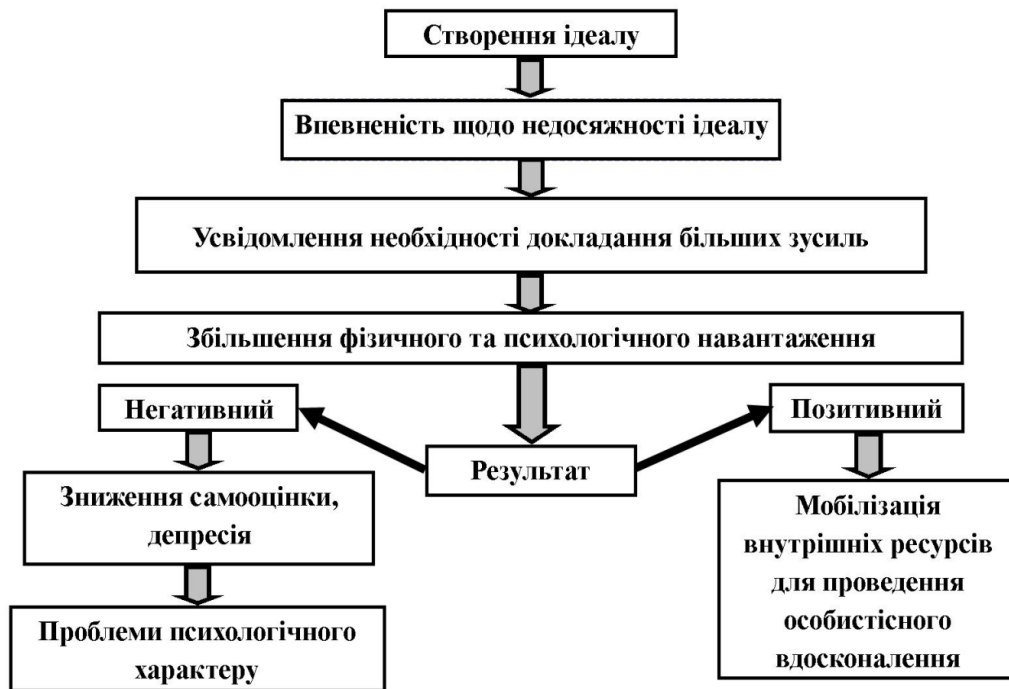 Створення ідеалу
Впевненість щодо недосяжності ідеалу
Усвідомлення необхідності докладання більших зусиль
Збільшення фізичного та психологічного навантаження
Негативний
Позитивний
Результат
Зниження самооцінки,
депресія
Проблеми психологічного
характеру
Мобілізація
внутрішніх ресурсів
для проведення
особистісного
вдосконалення